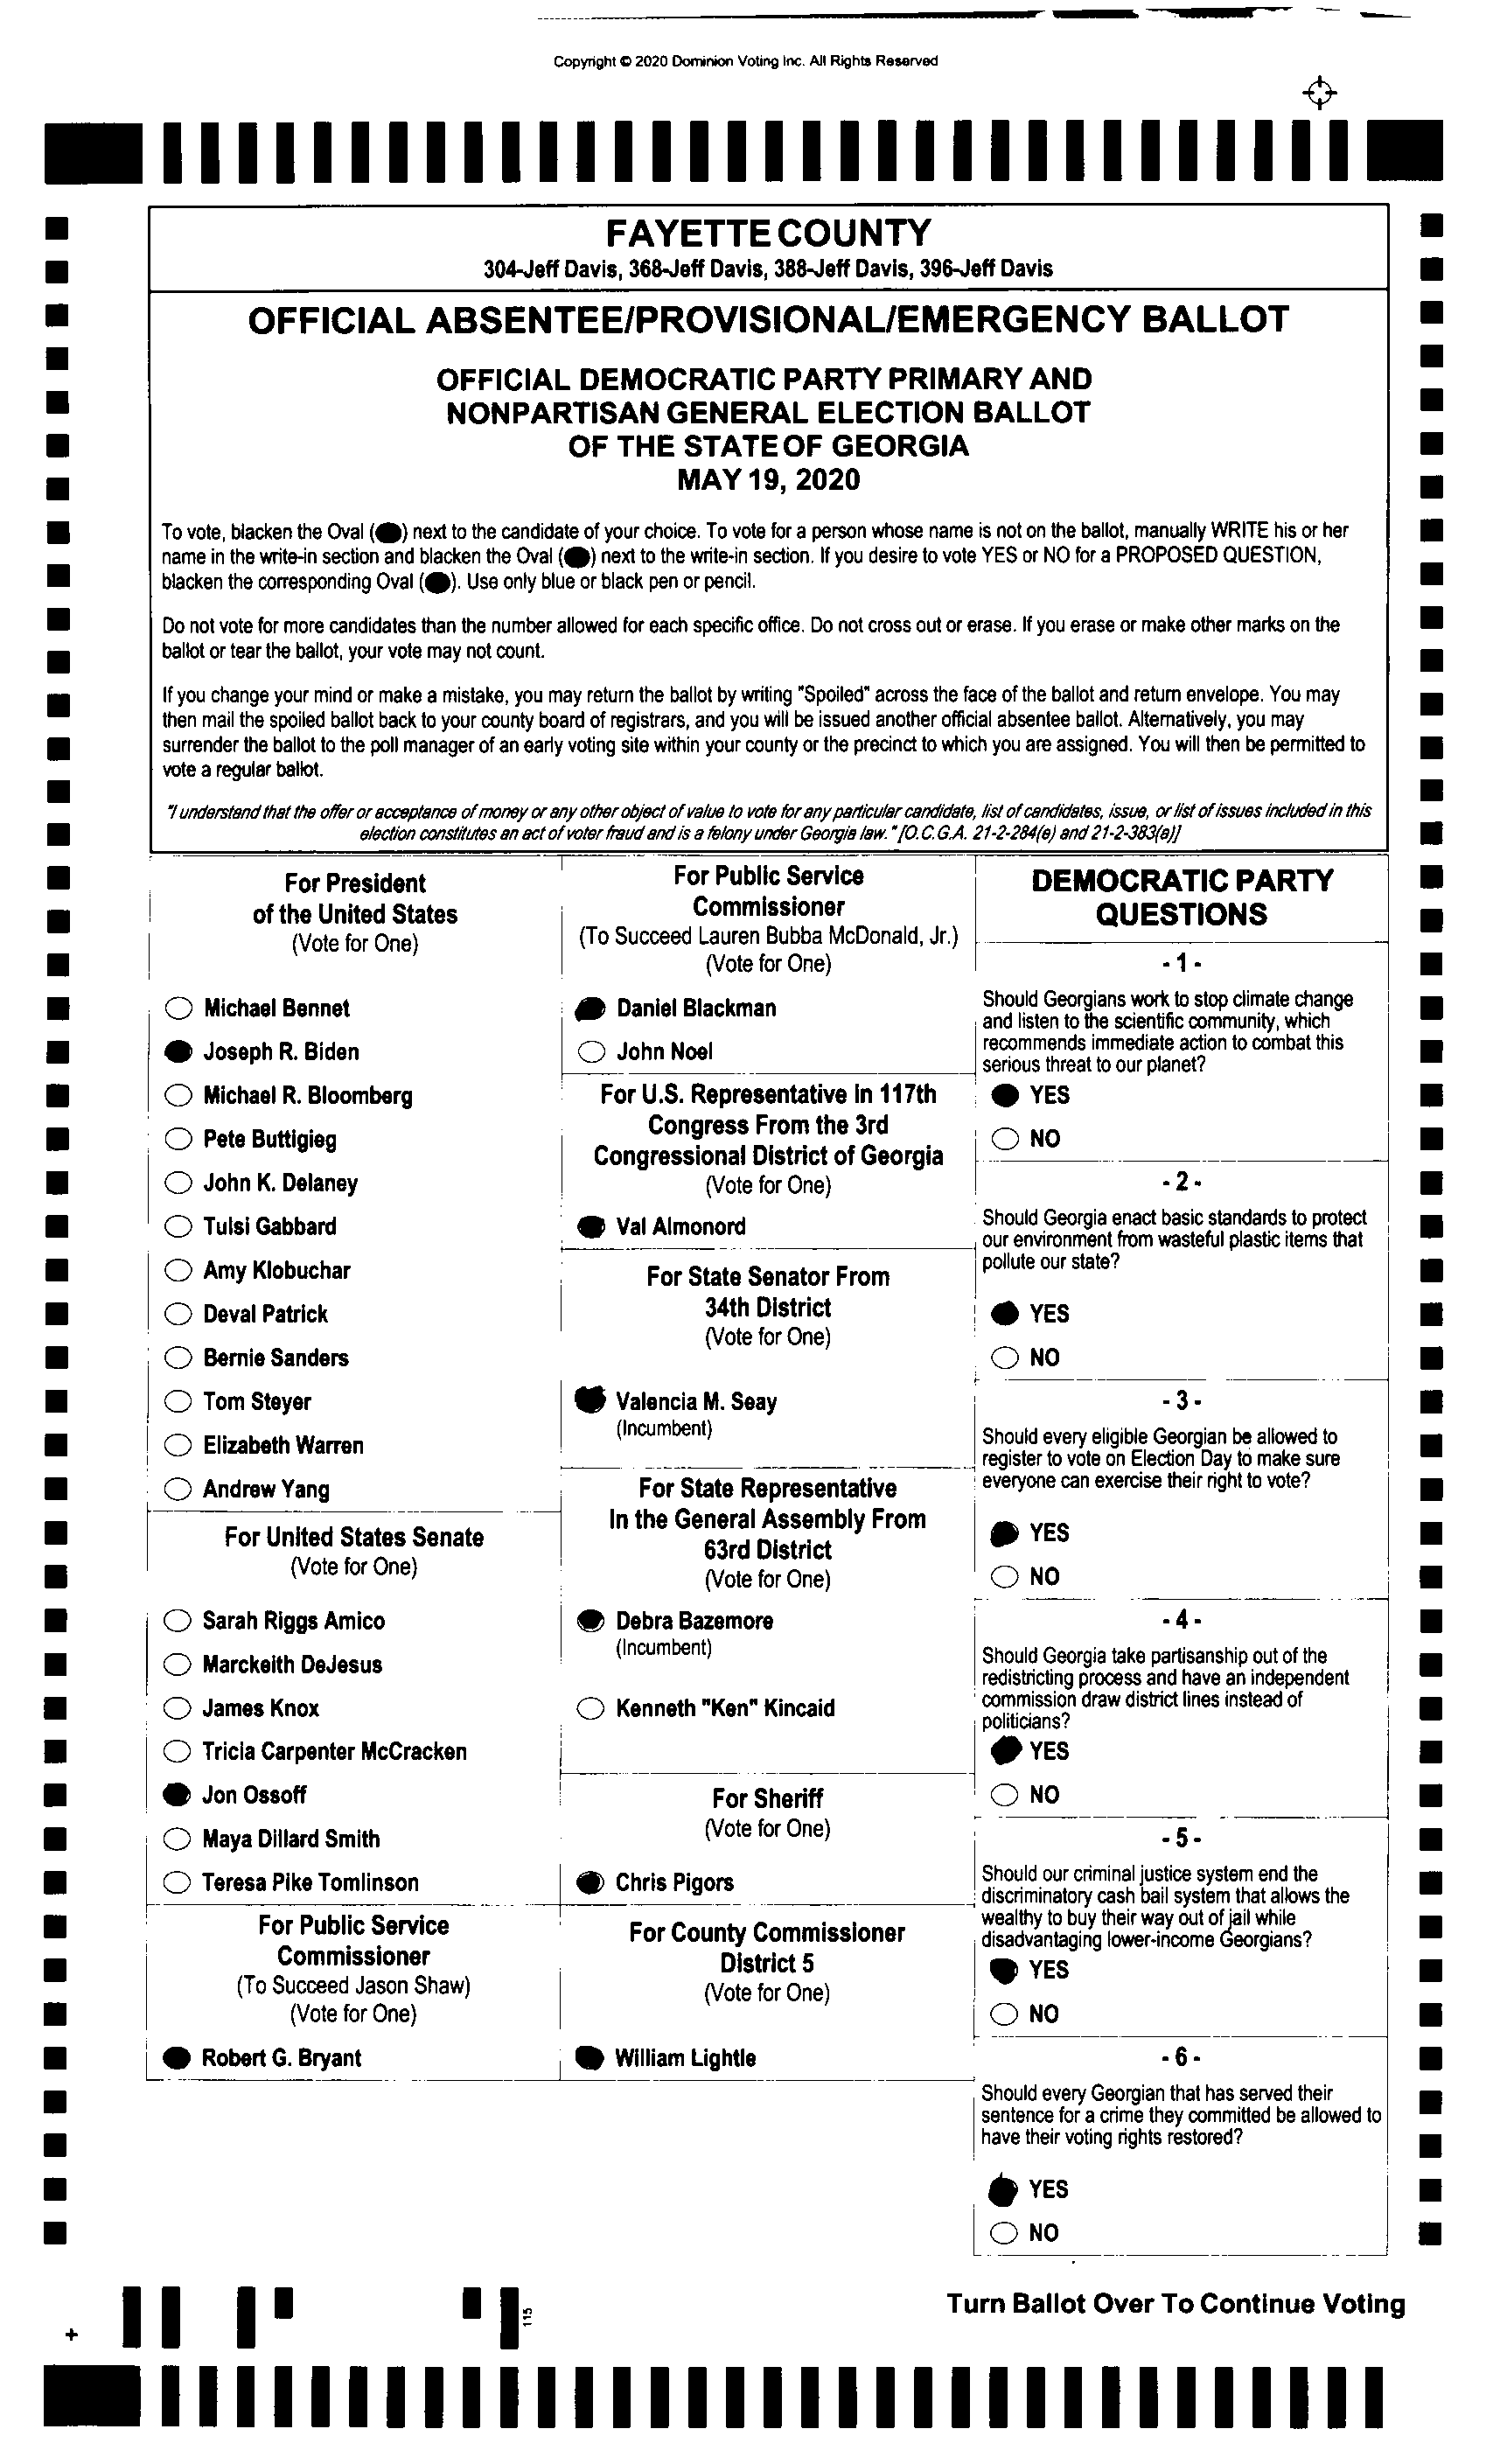 Copyright © 2020 Dominion Voting Inc. All Rights Reserved
FAYETTE COUNTY
304-Jeff Davis, 368-Jeff Davis, 388-Jeff Davis, 396-Jeff Davis
OFFICIAL ABSENTEE/PROVISIONAL/EMERGENCY BALLOT
OFFICIAL DEMOCRATIC PARTY PRIMARY AND
NONPARTISAN GENERAL ELECTION BALLOT
OF THE STATE OF GEORGIA
MAY 19, 2020
To vote, blacken the Oval ( ) next to the candidate of your choice. To vote for a person whose name is not on the ballot, manually WRITE his or her
name in the write-in section and blacken the Oval ( ) next to the write-in section. If you desire to vote YES or NO for a PROPOSED QUESTION,
blacken the corresponding Oval ( ). Use only blue or black pen or pencil.
Do not vote for more candidates than the number allowed for each specific office. Do not cross out or erase. If you erase or make other marks on the
ballot or tear the ballot, your vote may not count.
If you change your mind or make a mistake, you may return the ballot by writing "Spoiled" across the face of the ballot and return envelope. You may
then mail the spoiled ballot back to your county board of registrars, and you will be issued another official absentee ballot. Alternatively, you may
surrender the ballot to the poll manager of an early voting site within your county or the precinct to which you are assigned. You will then be permitted to
vote a regular ballot.
"I understand that the offer or acceptance of money or any other object of value to vote for any particular candidate, list of candidates, issue, or list of issues included in this
election constitutes an act of voter fraud and is a felony under Georgia law." [O.C.G.A. 21-2-284(e) and 21-2-383(a)]
For President
of the United States
(Vote for One)
Michael Bennet
Joseph R. Biden
Michael R. Bloomberg
Pete Buttigieg
John K. Delaney
Tulsi Gabbard
Amy Klobuchar
Deval Patrick
Bernie Sanders
Tom Steyer
Elizabeth Warren
Andrew Yang
For United States Senate
(Vote for One)
Sarah Riggs Amico
Marckeith DeJesus
James Knox
Tricia Carpenter McCracken
Jon Ossoff
Maya Dillard Smith
Teresa Pike Tomlinson
For Public Service
Commissioner
(To Succeed Jason Shaw)
(Vote for One)
Robert G. Bryant
For Public Service
Commissioner
(To Succeed Lauren Bubba McDonald, Jr.)
(Vote for One)
Daniel Blackman
John Noel
For U.S. Representative in 117th
Congress From the 3rd
Congressional District of Georgia
(Vote for One)
Val Almonord
For State Senator From
34th District
(Vote for One)
Valencia M. Seay
(Incumbent)
For State Representative
In the General Assembly From
63rd District
(Vote for One)
Debra Bazemore
(Incumbent)
Kenneth "Ken" Kincaid
For Sheriff
(Vote for One)
Chris Pigors
For County Commissioner
District 5
(Vote for One)
William Lightle
DEMOCRATIC PARTY
QUESTIONS
- 1 -
Should Georgians work to stop climate change
and listen to the scientific community, which
recommends immediate action to combat this
serious threat to our planet?
YES
NO
- 2 -
Should Georgia enact basic standards to protect
our environment from wasteful plastic items that
pollute our state?
YES
NO
- 3 -
Should every eligible Georgian be allowed to
register to vote on Election Day to make sure
everyone can exercise their right to vote?
YES
NO
- 4 -
Should Georgia take partisanship out of the
redistricting process and have an independent
commission draw district lines instead of
politicians?
YES
NO
- 5 -
Should our criminal justice system end the
discriminatory cash bail system that allows the
wealthy to buy their way out of jail while
disadvantaging lower-income Georgians?
YES
NO
- 6 -
Should every Georgian that has served their
sentence for a crime they committed be allowed to
have their voting rights restored?
YES
NO
Turn Ballot Over To Continue Voting
115